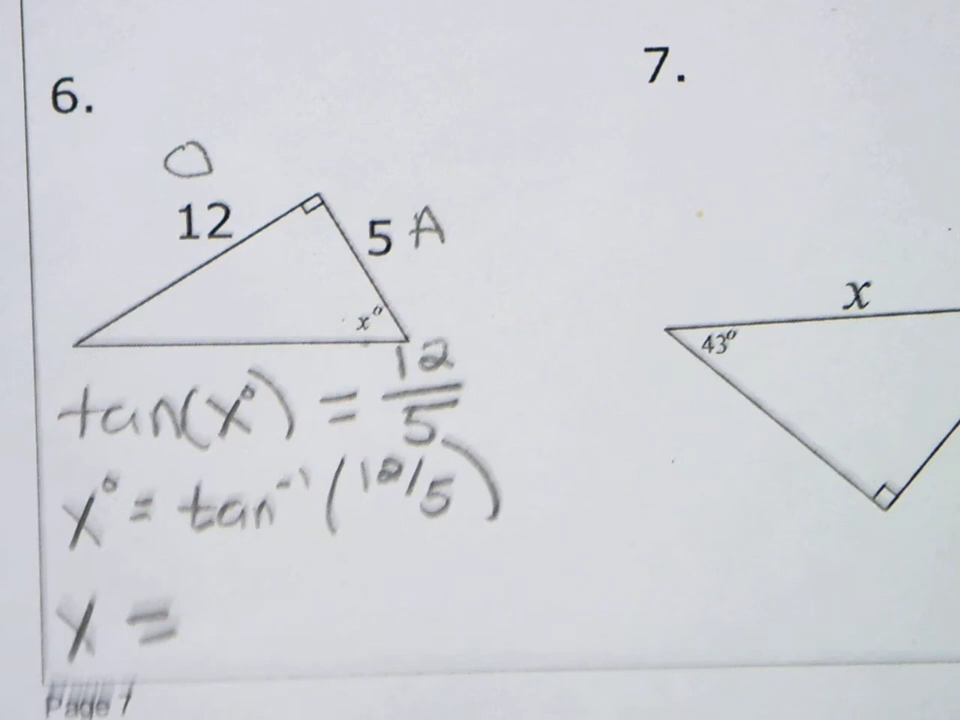 6.
O
12
5 A
x°
tan(x°) = 12/5
x° = tan⁻¹(12/5)
x =
7.
x
43°
Page 7